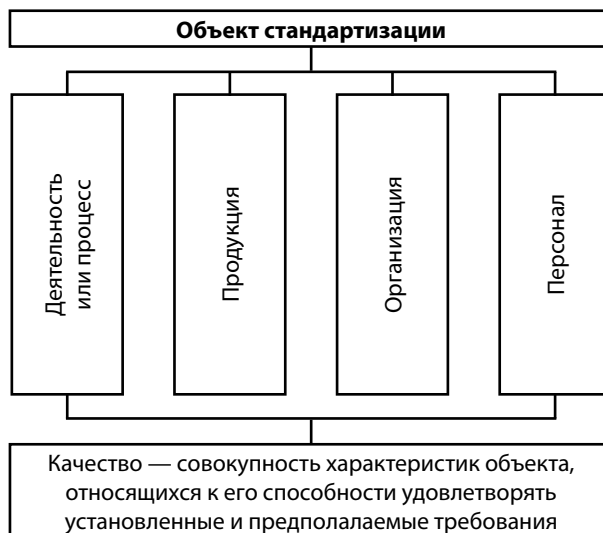 Объект стандартизации
Деятельность
или процесс
Продукция
Организация
Персонал
Качество — совокупность характеристик объекта,
относящихся к его способности удовлетворять
установленные и предполалаемые требования